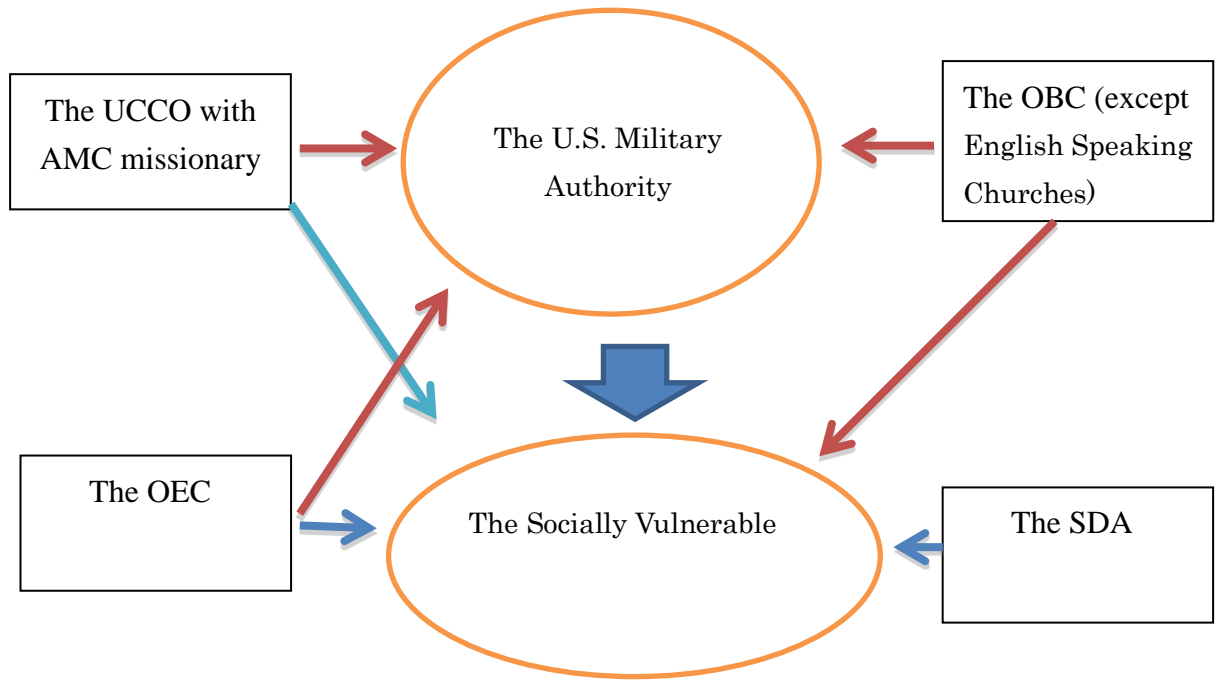 The UCCO with
AMC missionary
The U.S. Military
Authority
The OBC (except
English Speaking
Churches)
The OEC
The Socially Vulnerable
The SDA